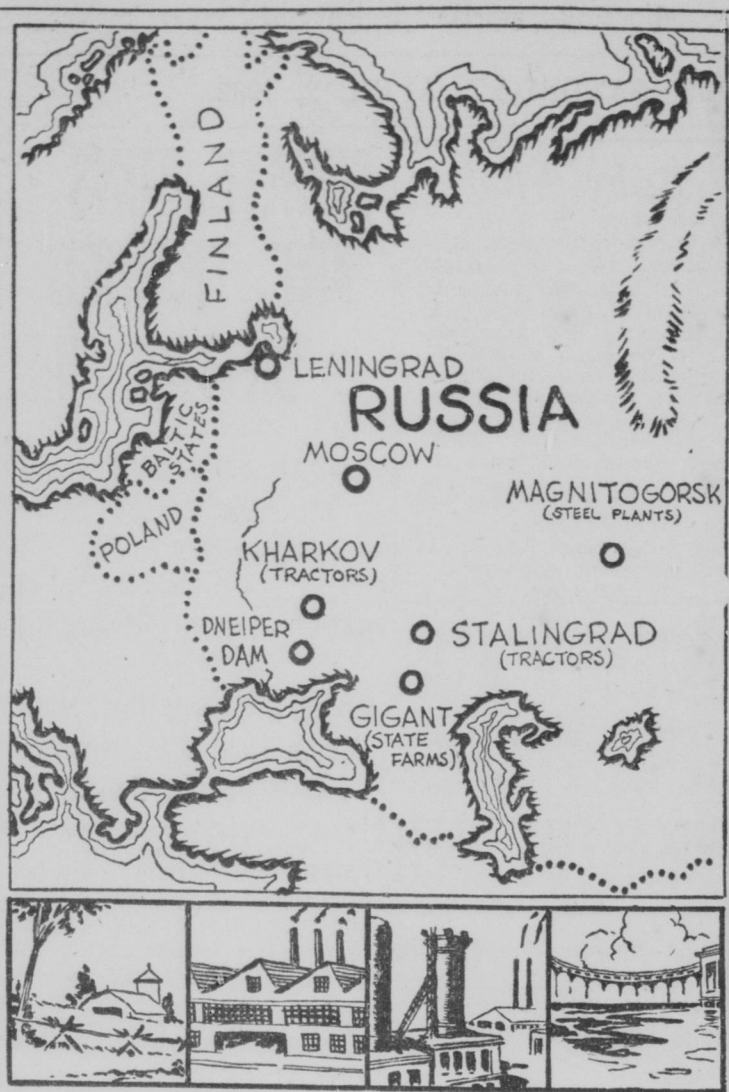 FINLAND
LENINGRAD
RUSSIA
BALTIC
STATES
MOSCOW
MAGNITOGORSK
(STEEL PLANTS)
POLAND
KHARKOV
(TRACTORS)
DNEIPER
DAM
STALINGRAD
(TRACTORS)
GIGANT
(STATE
FARMS)